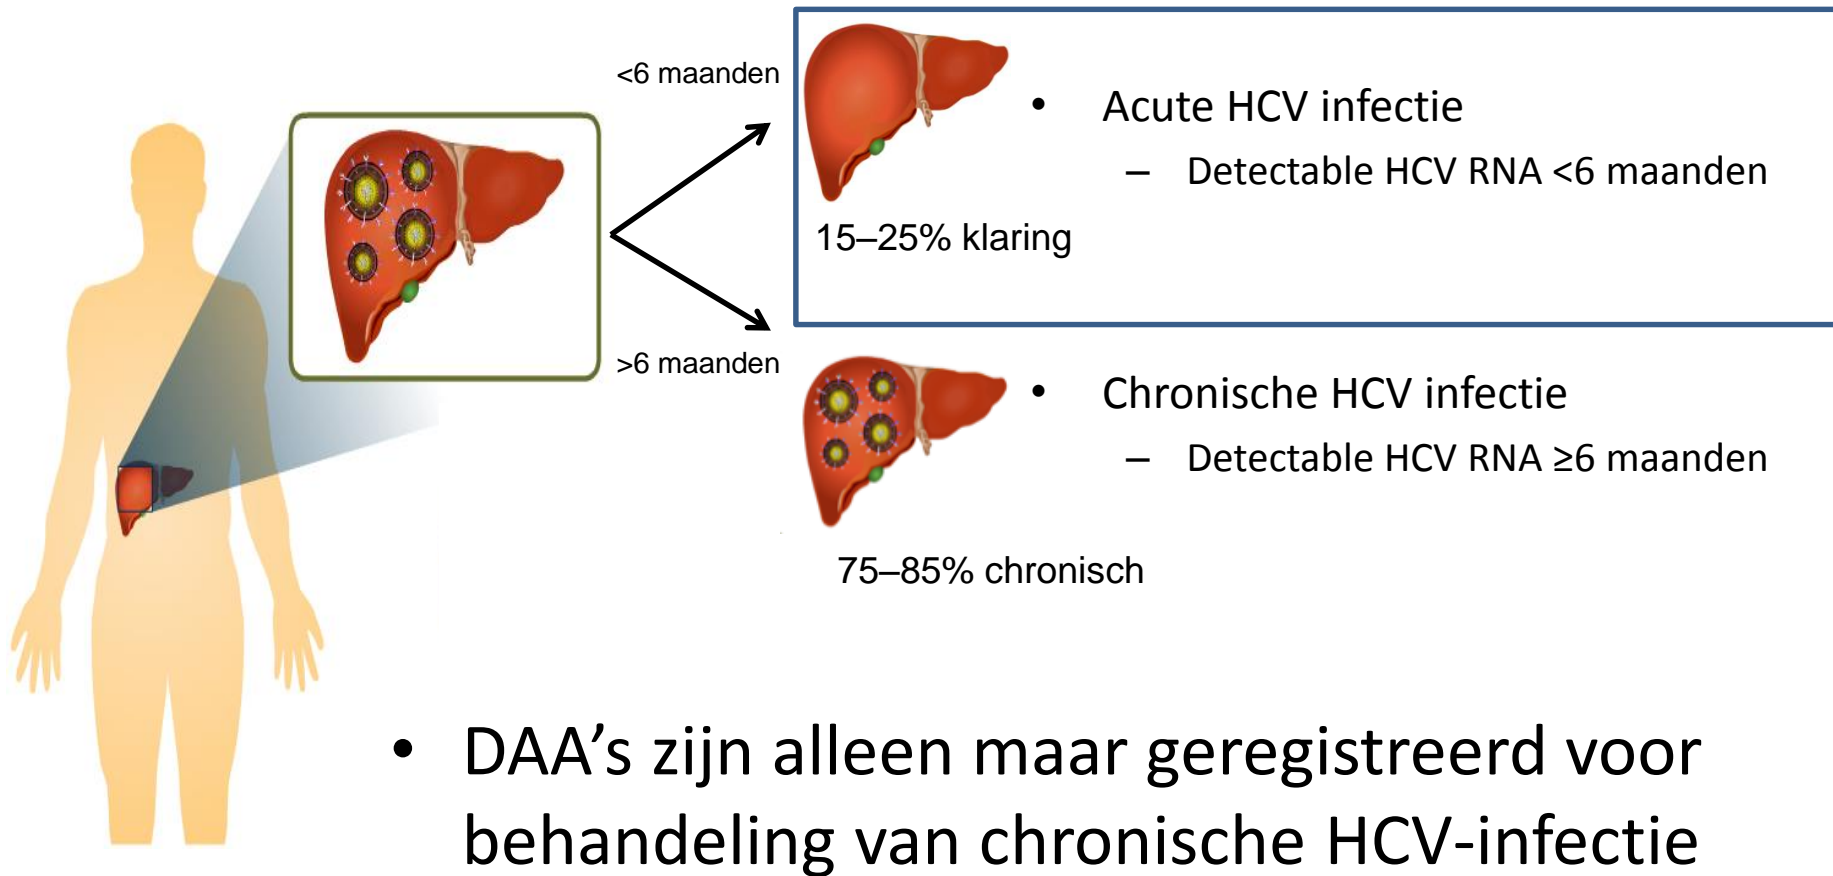 <6 maanden
• Acute HCV infectie
– Detectable HCV RNA <6 maanden
15–25% klaring
>6 maanden
• Chronische HCV infectie
– Detectable HCV RNA ≥6 maanden
75–85% chronisch
• DAA’s zijn alleen maar geregistreerd voor
behandeling van chronische HCV-infectie